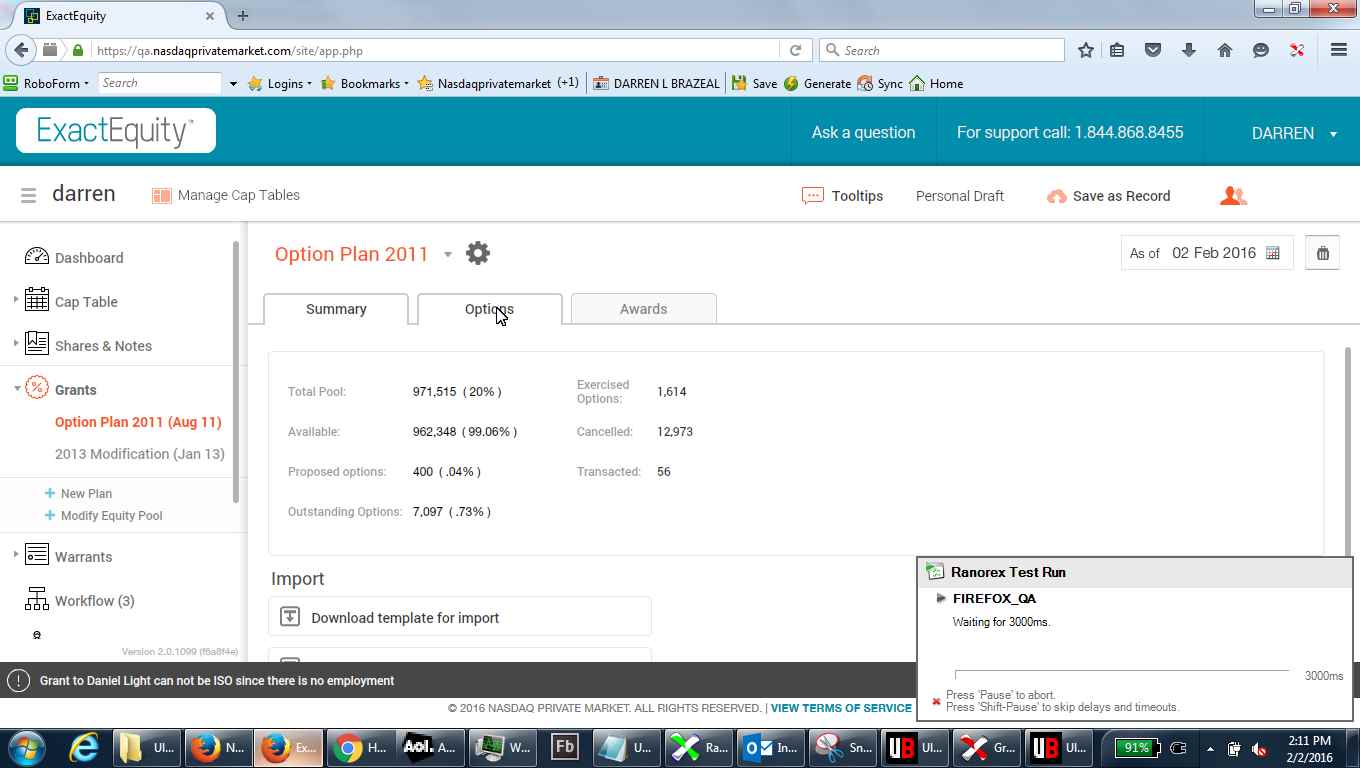 ExactEquity
https://qa.nasdaqprivatemarket.com/site/app.php
Search
RoboForm
Search
Logins
Bookmarks
Nasdaqprivatemarket (+1)
DARREN L BRAZEAL
Save
Generate
Sync
Home
ExactEquity™
Ask a question
For support call: 1.844.868.8455
DARREN
darren
Manage Cap Tables
Tooltips
Personal Draft
Save as Record
Dashboard
Cap Table
Shares & Notes
Grants
Option Plan 2011 (Aug 11)
2013 Modification (Jan 13)
+ New Plan
+ Modify Equity Pool
Warrants
Workflow (3)
Version 2.0.1099 (f6a8f4e)
Option Plan 2011
As of 02 Feb 2016
Summary
Options
Awards
Total Pool: 971,515 ( 20% )
Exercised Options: 1,614
Available: 962,348 ( 99.06% )
Cancelled: 12,973
Proposed options: 400 ( .04% )
Transacted: 56
Outstanding Options: 7,097 ( .73% )
Import
Download template for import
Ranorex Test Run
FIREFOX_QA
Waiting for 3000ms.
3000ms
Press 'Pause' to abort.
Press 'Shift-Pause' to skip delays and timeouts.
Grant to Daniel Light can not be ISO since there is no employment
© 2016 NASDAQ PRIVATE MARKET. ALL RIGHTS RESERVED. | VIEW TERMS OF SERVICE
UI...
N...
Ex...
H...
Aol. A...
W...
Fb
U...
Ra...
In...
Sn...
UB UI...
Gr...
UB UI...
91%
2:11 PM
2/2/2016